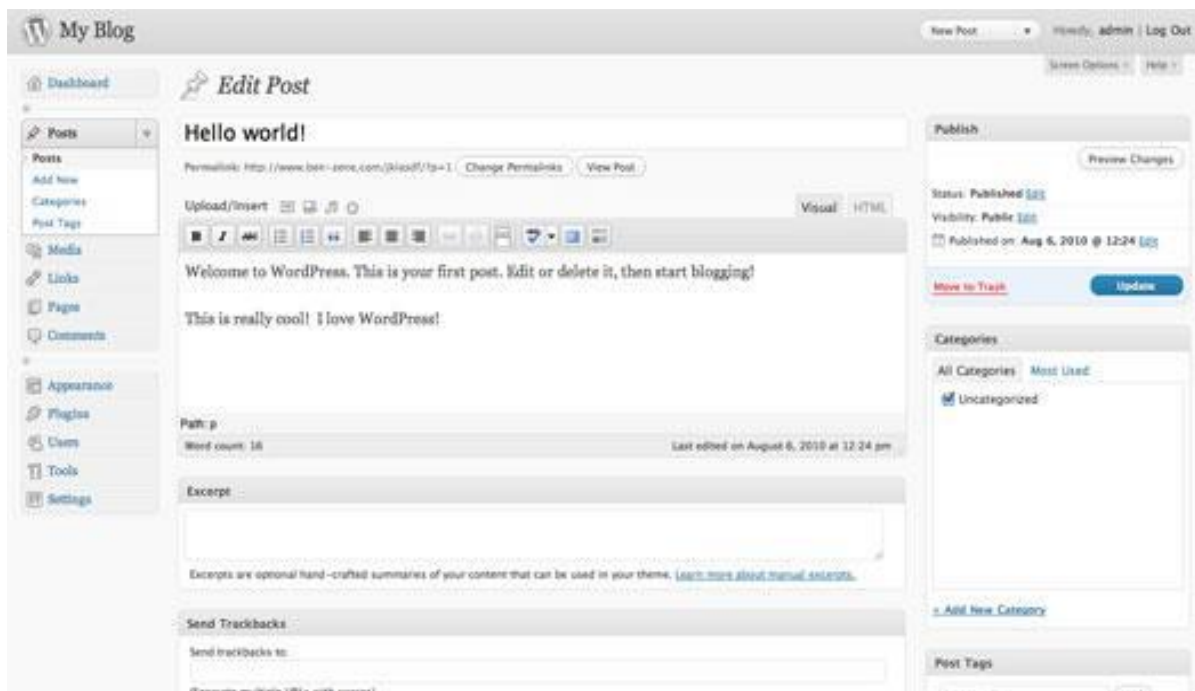 My Blog
New Post
Howdy, admin | Log Out
Screen Options
Help
Dashboard
Posts
Posts
Add New
Categories
Post Tags
Media
Links
Pages
Comments
Appearance
Plugins
Users
Tools
Settings
Edit Post
Hello world!
Permalink: Change Permalinks View Post
Upload/Insert
Visual HTML
Welcome to WordPress. This is your first post. Edit or delete it, then start blogging!
This is really cool! I love WordPress!
Path: p
Word count: 16
Last edited on August 6, 2010 at 12:24 pm
Excerpt
Excerpts are optional hand-crafted summaries of your content that can be used in your theme. Learn more about manual excerpts.
Send Trackbacks
Send trackbacks to:
(Separate multiple URLs with spaces)
Publish
Preview Changes
Status: Published Edit
Visibility: Public Edit
Published on: Aug 6, 2010 @ 12:24 Edit
Move to Trash
Update
Categories
All Categories Most Used
Uncategorized
+ Add New Category
Post Tags